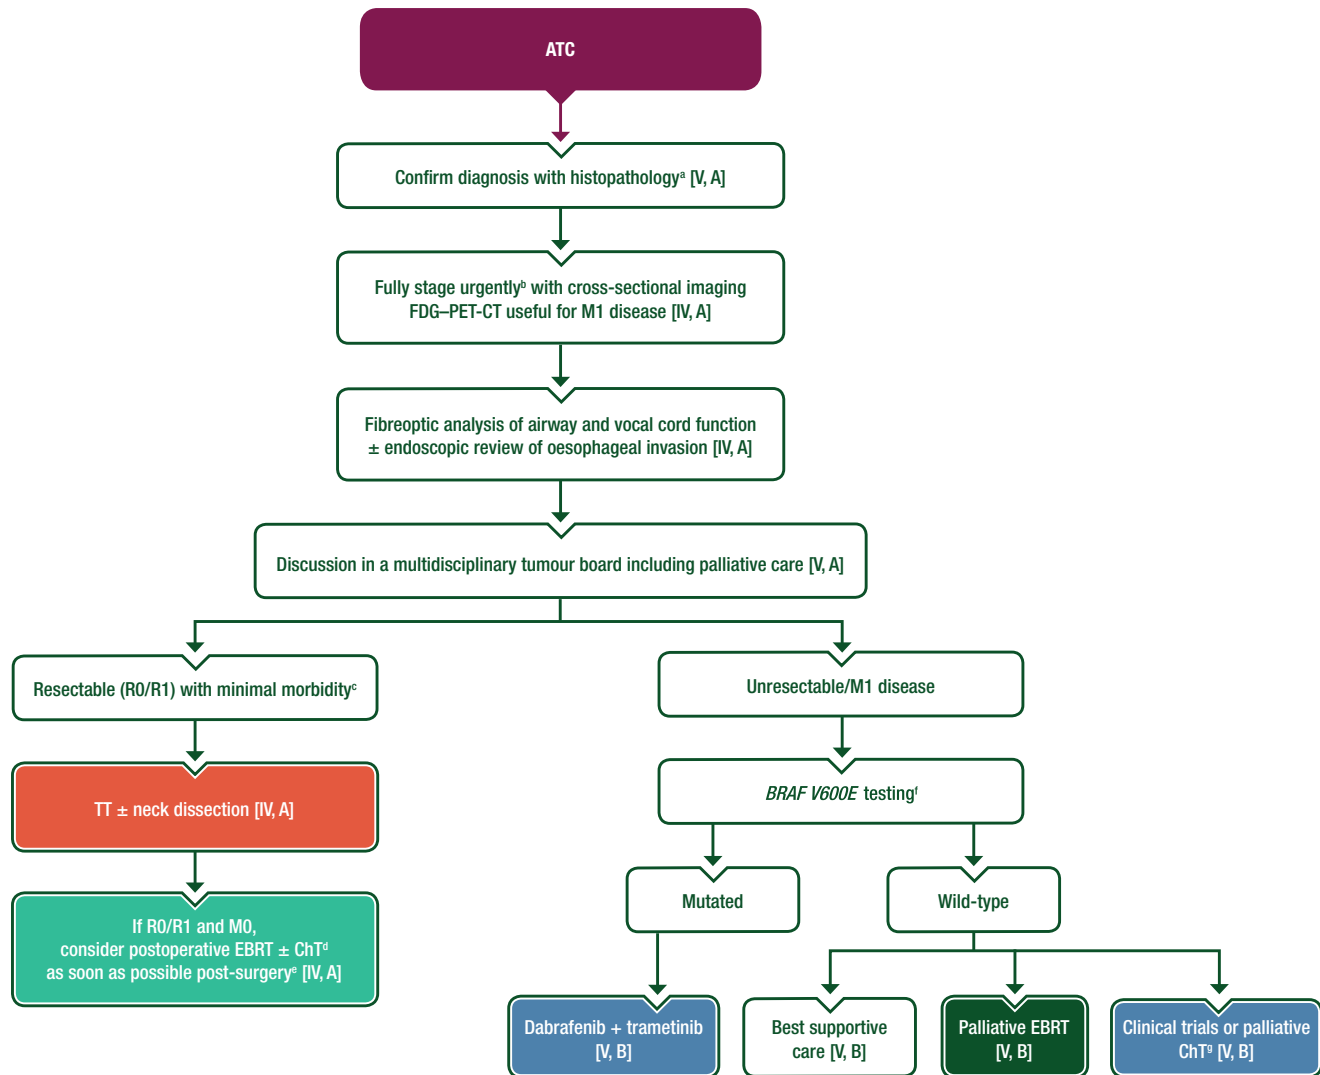 ATC
Confirm diagnosis with histopathologyᵃ [V, A]
Fully stage urgentlyᵇ with cross-sectional imaging
FDG–PET-CT useful for M1 disease [IV, A]
Fibreoptic analysis of airway and vocal cord function
± endoscopic review of oesophageal invasion [IV, A]
Discussion in a multidisciplinary tumour board including palliative care [V, A]
Resectable (R0/R1) with minimal morbidityᶜ
TT ± neck dissection [IV, A]
If R0/R1 and M0,
consider postoperative EBRT ± ChTᵈ
as soon as possible post-surgeryᵉ [IV, A]
Unresectable/M1 disease
BRAF V600E testingᶠ
Mutated
Wild-type
Dabrafenib + trametinib
[V, B]
Best supportive
care [V, B]
Palliative EBRT
[V, B]
Clinical trials or palliative
ChTᵍ [V, B]